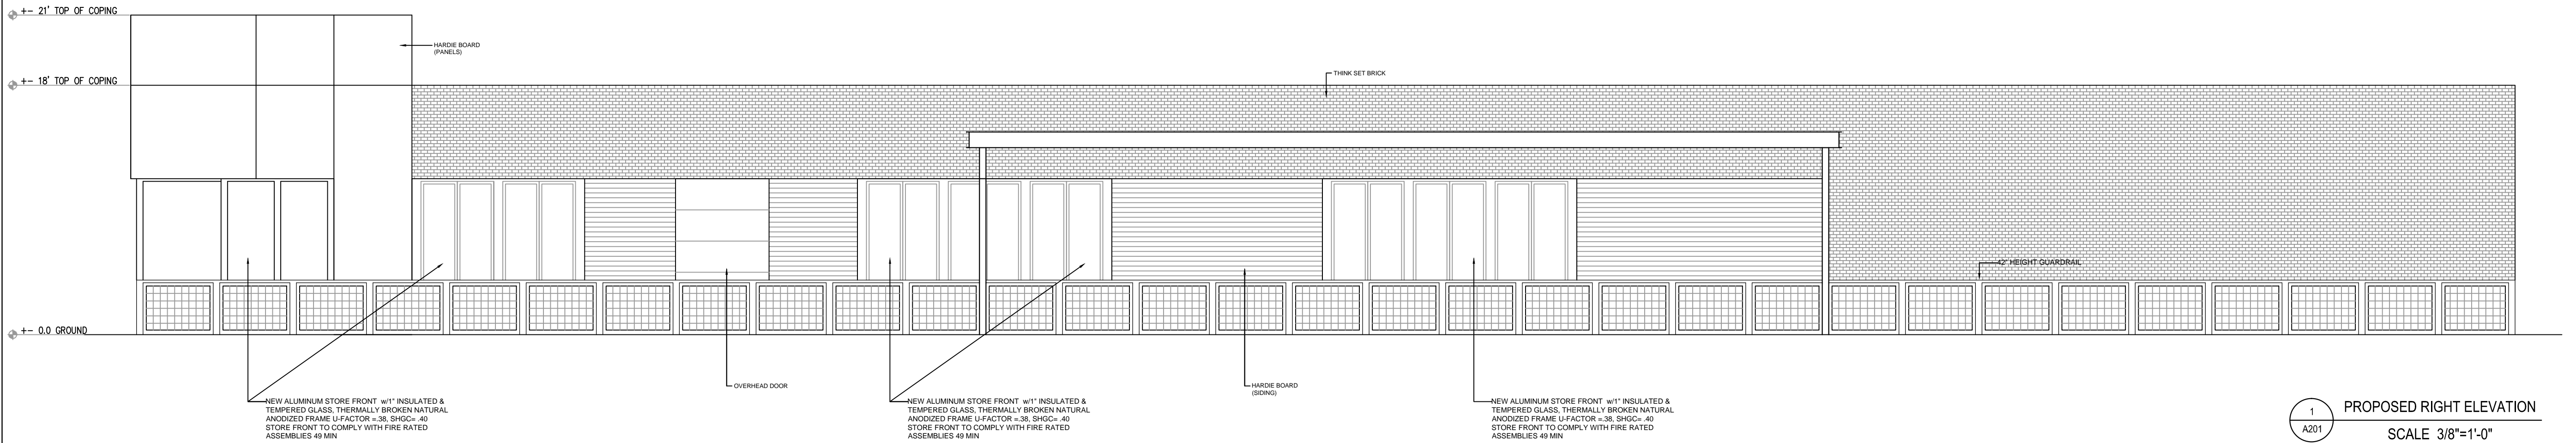 +- 21' TOP OF COPING
HARDIE BOARD
(PANELS)
+- 18' TOP OF COPING
THINK SET BRICK
42" HEIGHT GUARDRAIL
+- 0.0 GROUND
OVERHEAD DOOR
HARDIE BOARD
(SIDING)
NEW ALUMINUM STORE FRONT w/1" INSULATED &
TEMPERED GLASS, THERMALLY BROKEN NATURAL
ANODIZED FRAME U-FACTOR =.38, SHGC= .40
STORE FRONT TO COMPLY WITH FIRE RATED
ASSEMBLIES 49 MIN
NEW ALUMINUM STORE FRONT w/1" INSULATED &
TEMPERED GLASS, THERMALLY BROKEN NATURAL
ANODIZED FRAME U-FACTOR =.38, SHGC= .40
STORE FRONT TO COMPLY WITH FIRE RATED
ASSEMBLIES 49 MIN
NEW ALUMINUM STORE FRONT w/1" INSULATED &
TEMPERED GLASS, THERMALLY BROKEN NATURAL
ANODIZED FRAME U-FACTOR =.38, SHGC= .40
STORE FRONT TO COMPLY WITH FIRE RATED
ASSEMBLIES 49 MIN
1
A201
PROPOSED RIGHT ELEVATION
SCALE 3/8"=1'-0"